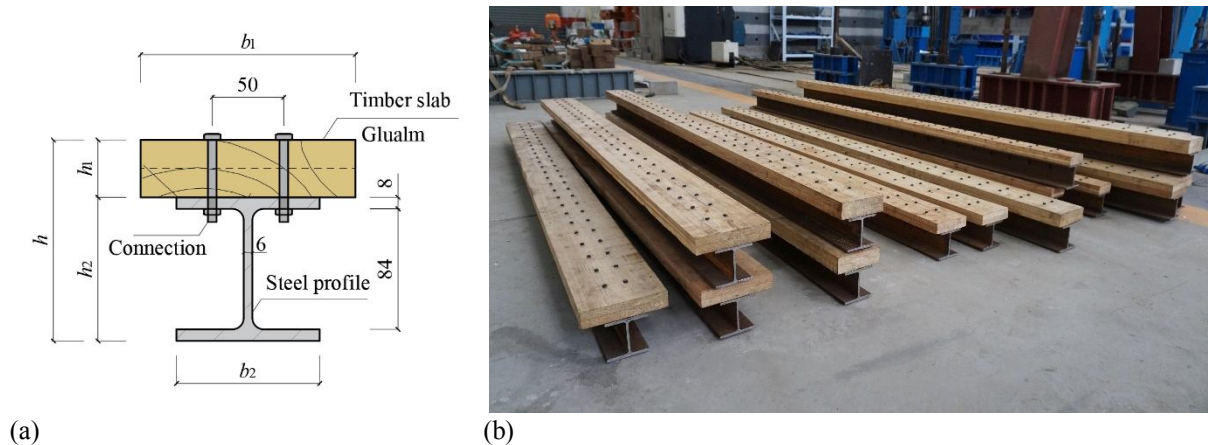 b1
50
Timber slab
Glualm
h1
8
h
Connection
6
h2
84
Steel profile
b2
(a)
(b)